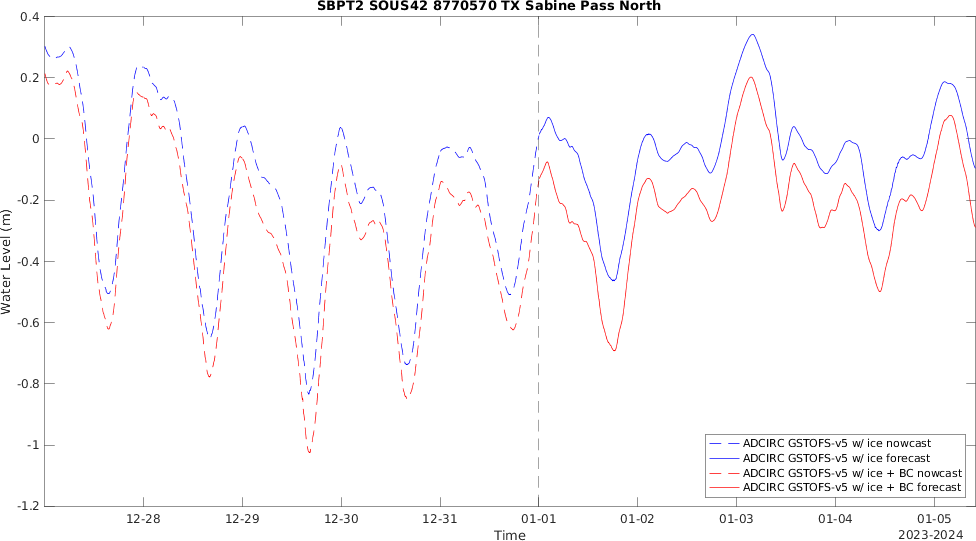 SBPT2 SOUS42 8770570 TX Sabine Pass North
0.4
0.2
0
-0.2
-0.4
-0.6
-0.8
-1
-1.2
Water Level (m)
ADCIRC GSTOFS-v5 w/ ice nowcast
ADCIRC GSTOFS-v5 w/ ice forecast
ADCIRC GSTOFS-v5 w/ ice + BC nowcast
ADCIRC GSTOFS-v5 w/ ice + BC forecast
12-28 12-29 12-30 12-31 01-01 01-02 01-03 01-04 01-05
Time
2023-2024